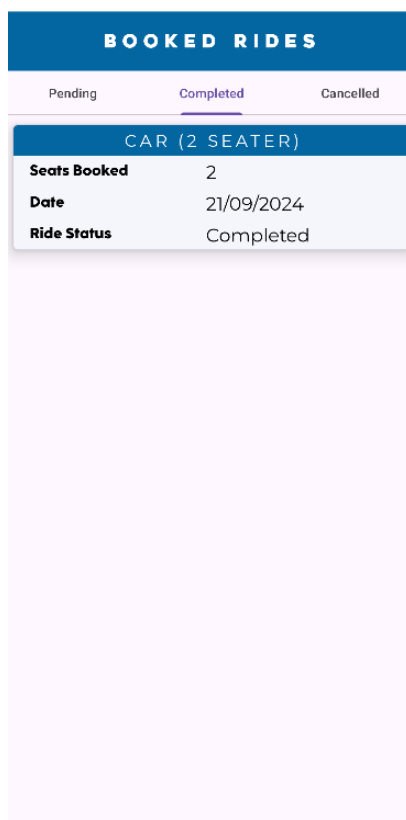 BOOKED RIDES
Pending Completed Cancelled
CAR (2 SEATER)
Seats Booked 2
Date 21/09/2024
Ride Status Completed